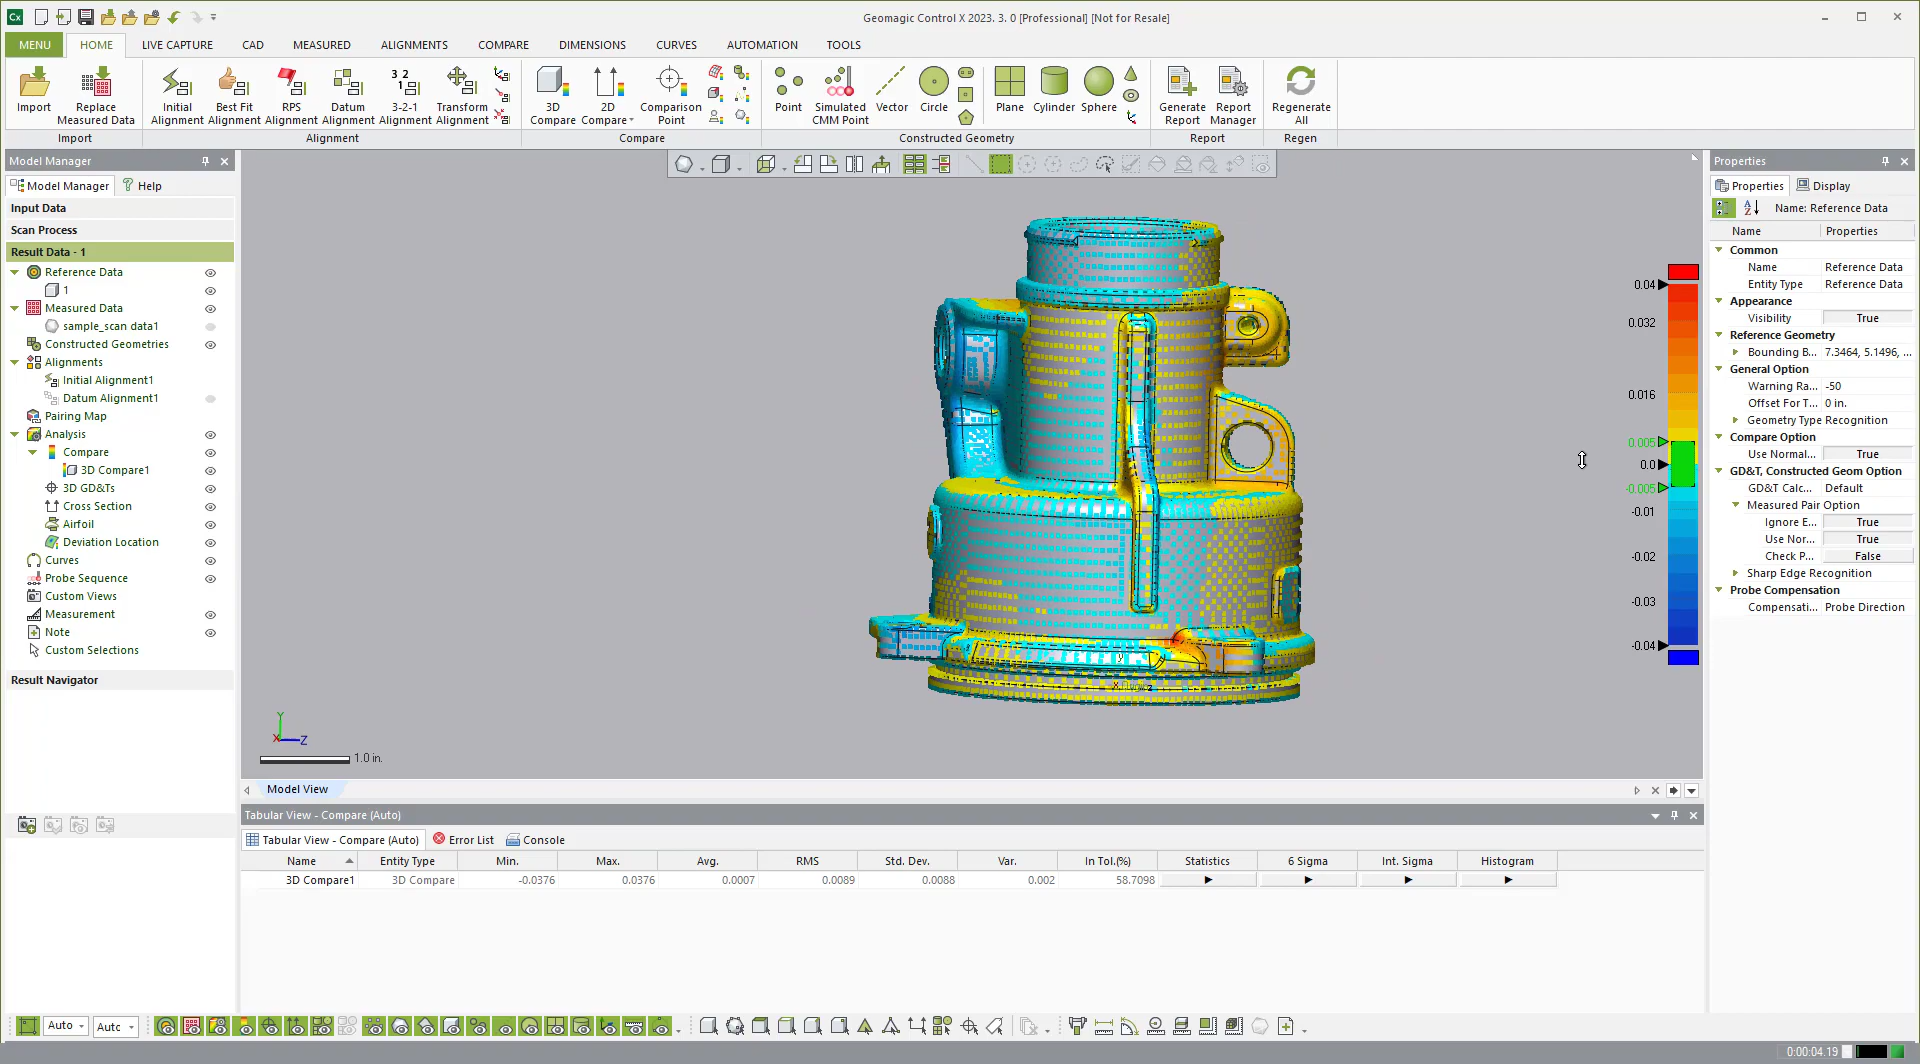 Cx
Geomagic Control X 2023. 3. 0 [Professional] [Not for Resale]
MENU HOME LIVE CAPTURE CAD MEASURED ALIGNMENTS COMPARE DIMENSIONS CURVES AUTOMATION TOOLS
Import
Replace Measured Data
Initial Alignment
Best Fit Alignment
RPS Alignment
Datum Alignment
3-2-1 Alignment
Transform Alignment
3D Compare
2D Compare
Comparison Point
Point
Simulated CMM Point
Vector
Circle
Plane
Cylinder
Sphere
Generate Report
Report Manager
Regenerate All
Import Alignment Compare Constructed Geometry Report Regen
Model Manager
Model Manager Help
Input Data
Scan Process
Result Data - 1
Reference Data
1
Measured Data
sample_scan data1
Constructed Geometries
Alignments
Initial Alignment1
Datum Alignment1
Pairing Map
Analysis
Compare
3D Compare1
3D GD&Ts
Cross Section
Airfoil
Deviation Location
Curves
Probe Sequence
Custom Views
Measurement
Note
Custom Selections
Result Navigator
0.04
0.032
0.016
0.005
0.0
-0.005
-0.01
-0.02
-0.03
-0.04
Y
X Z
1.0 in.
Model View
Properties
Properties Display
Name: Reference Data
Name Properties
Common
Name Reference Data
Entity Type Reference Data
Appearance
Visibility True
Reference Geometry
Bounding B... 7.3464, 5.1496, ...
General Option
Warning Ra... -50
Offset For T... 0 in.
Geometry Type Recognition
Compare Option
Use Normal... True
GD&T, Constructed Geom Option
GD&T Calc... Default
Measured Pair Option
Ignore E... True
Use Nor... True
Check P... False
Sharp Edge Recognition
Probe Compensation
Compensati... Probe Direction
Tabular View - Compare (Auto)
Tabular View - Compare (Auto) Error List Console
Name Entity Type Min. Max. Avg. RMS Std. Dev. Var. In Tol.(%) Statistics 6 Sigma Int. Sigma Histogram
3D Compare1 3D Compare -0.0376 0.0376 0.0007 0.0089 0.0088 0.002 58.7098
Auto Auto
0:00:04.19